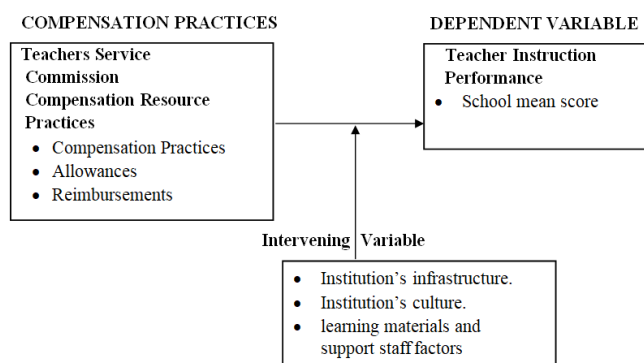 COMPENSATION PRACTICES
DEPENDENT VARIABLE
Teachers Service
Commission
Compensation Resource
Practices
• Compensation Practices
• Allowances
• Reimbursements
Teacher Instruction
Performance
• School mean score
Intervening Variable
• Institution's infrastructure.
• Institution's culture.
• learning materials and
support staff factors